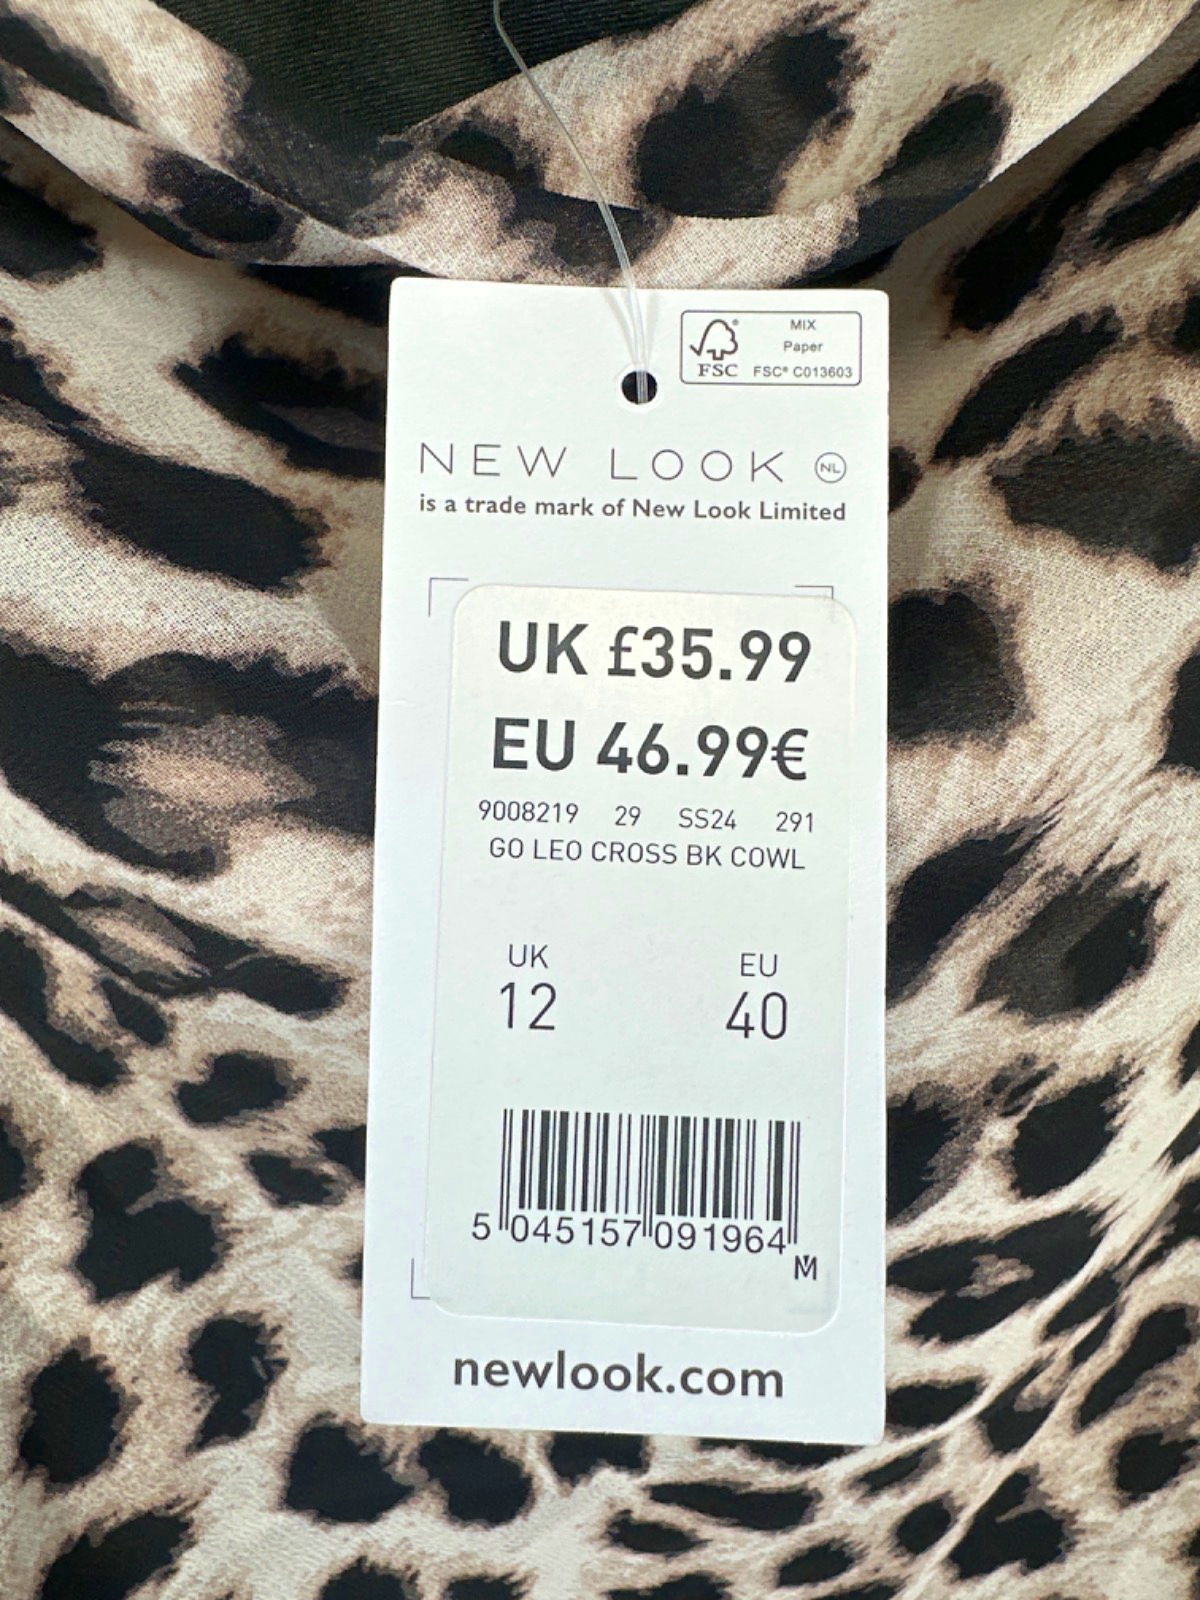 MIX
Paper
FSC® FSC® C013603
NEW LOOK NL
is a trade mark of New Look Limited
UK £35.99
EU 46.99€
9008219 29 SS24 291
GO LEO CROSS BK COWL
UK EU
12 40
5 045157 091964
M
newlook.com